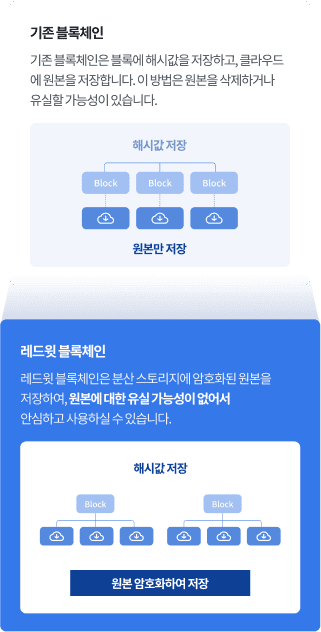 기존 블록체인
기존 블록체인은 블록에 해시값을 저장하고, 클라우드
에 원본을 저장합니다. 이 방법은 원본을 삭제하거나
유실할 가능성이 있습니다.
해시값 저장
Block Block Block
원본만 저장
레드윗 블록체인
레드윗 블록체인은 분산 스토리지에 암호화된 원본을
저장하여, 원본에 대한 유실 가능성이 없어서
안심하고 사용하실 수 있습니다.
해시값 저장
Block Block
원본 암호화하여 저장